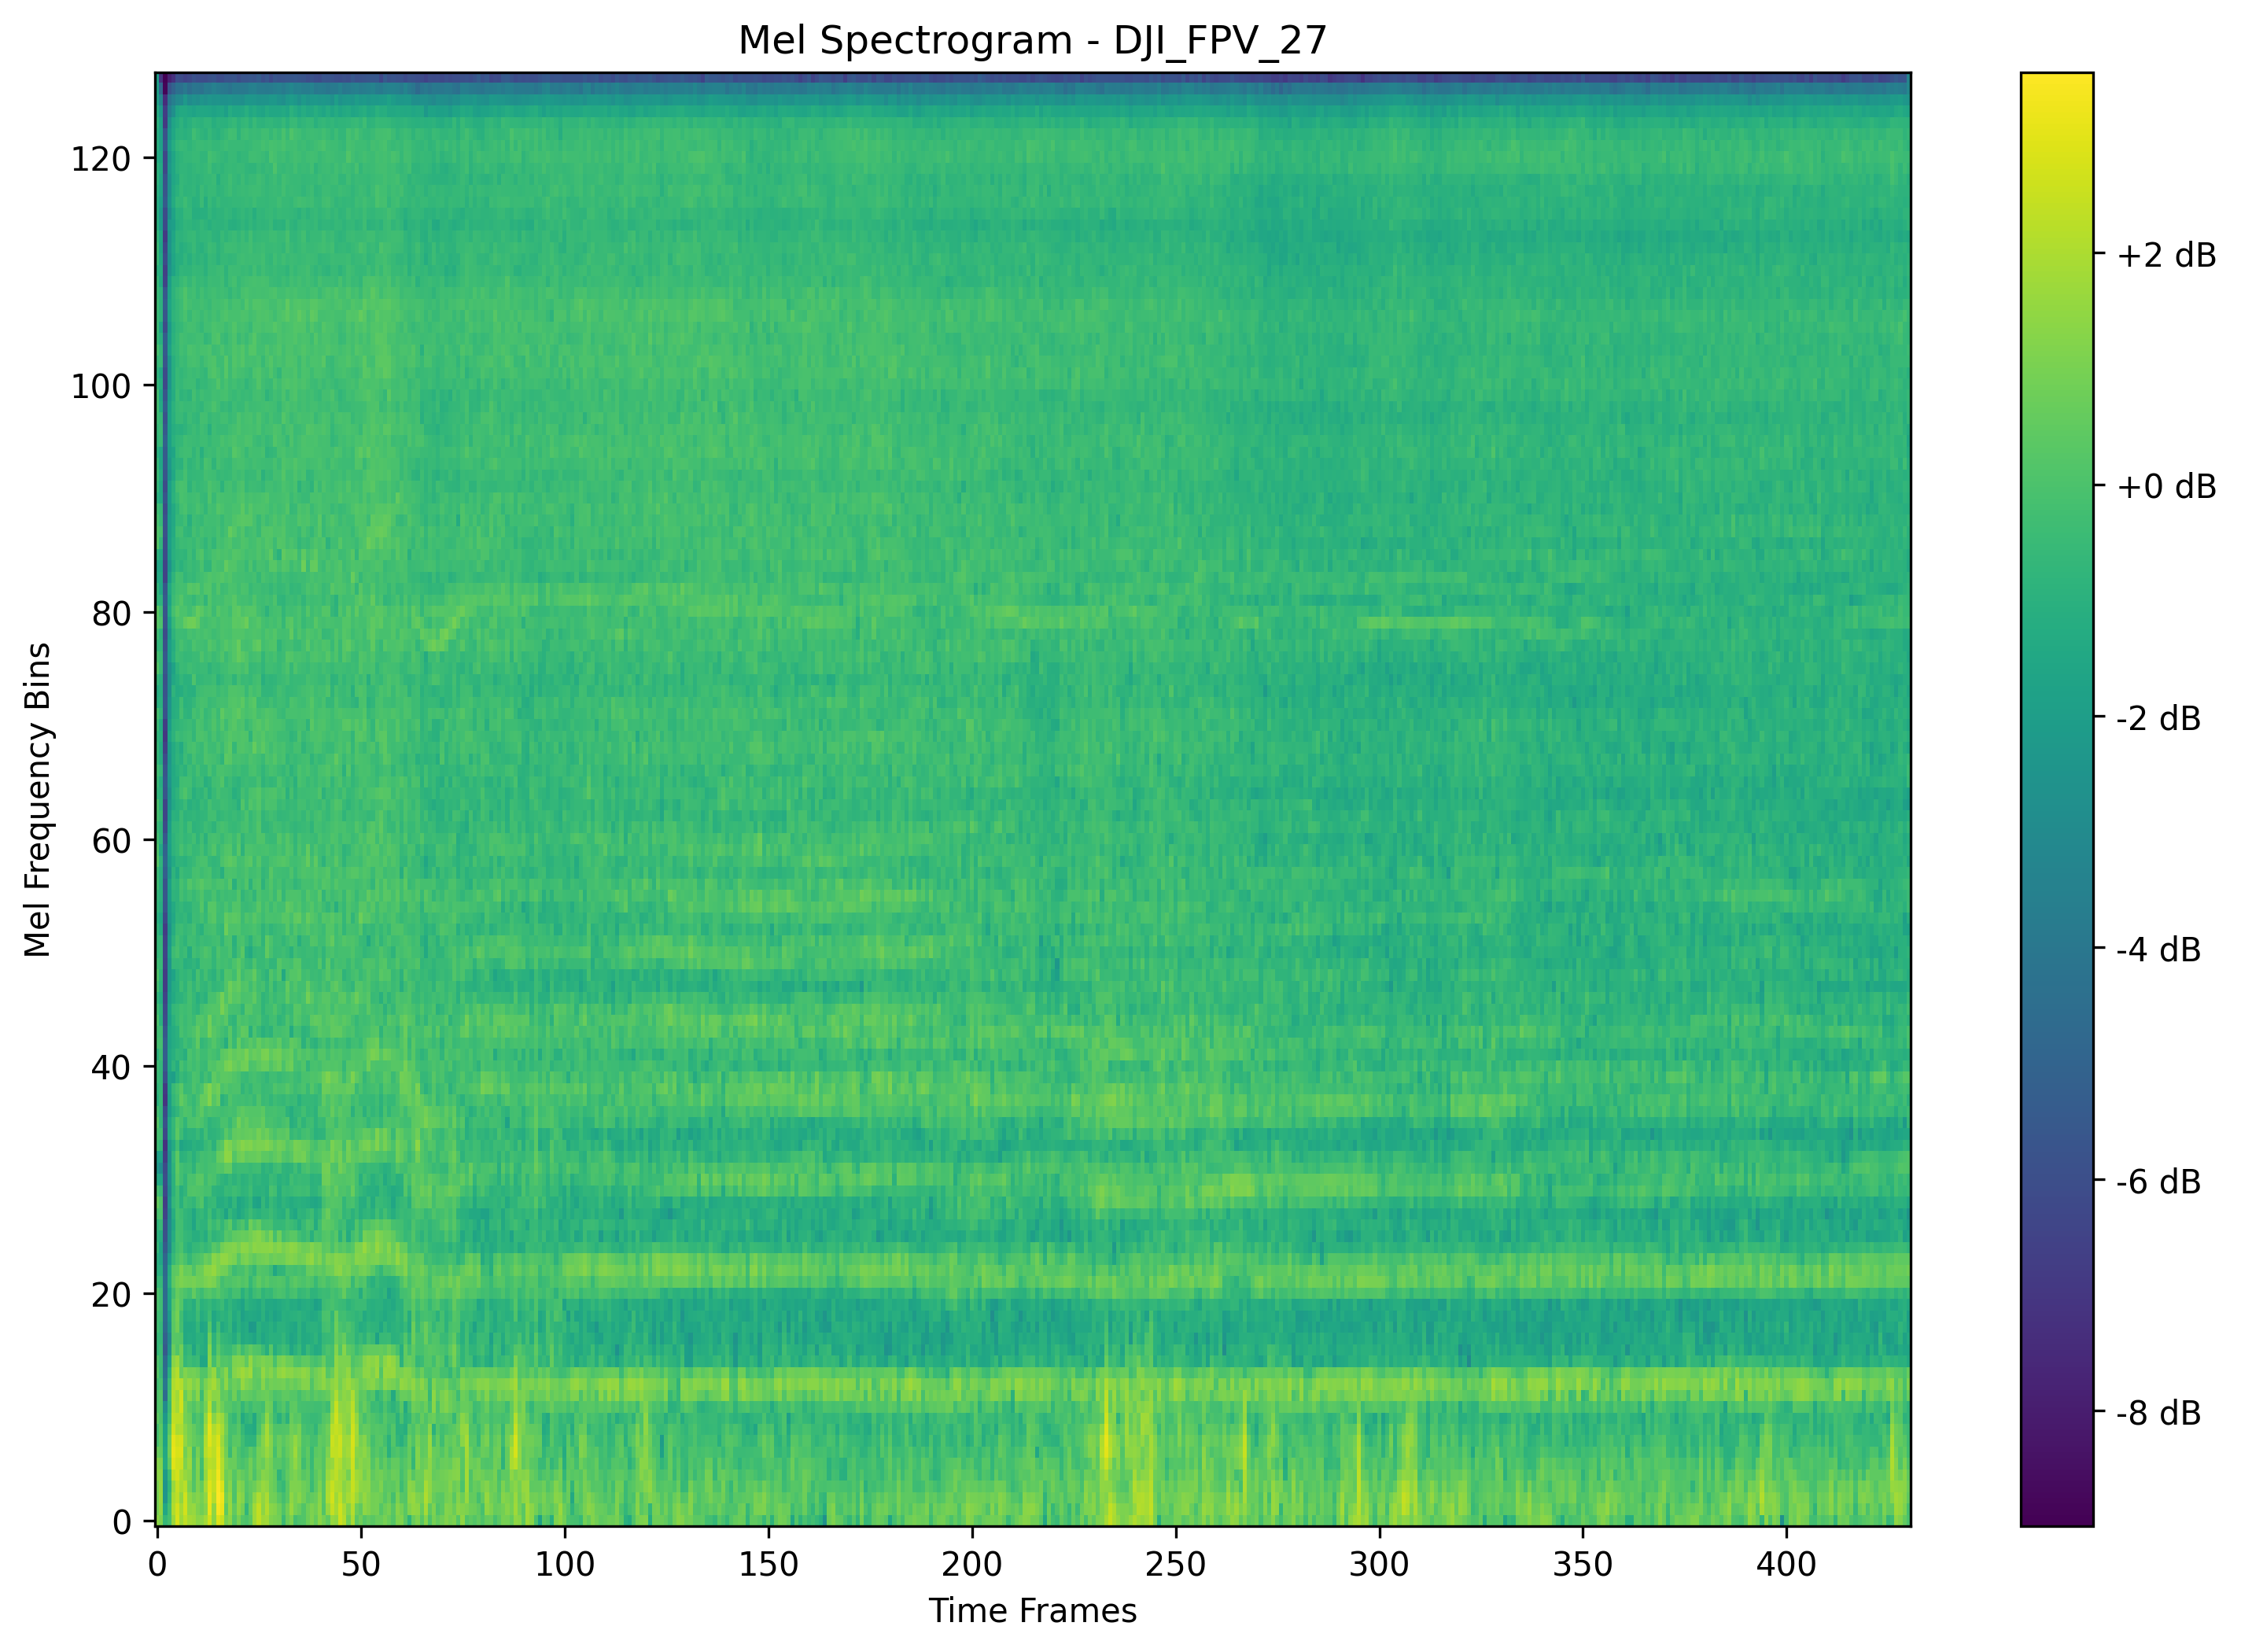 Mel Spectrogram - DJI_FPV_27
Mel Frequency Bins
120
100
80
60
40
20
0
0 50 100 150 200 250 300 350 400
Time Frames
+2 dB
+0 dB
-2 dB
-4 dB
-6 dB
-8 dB